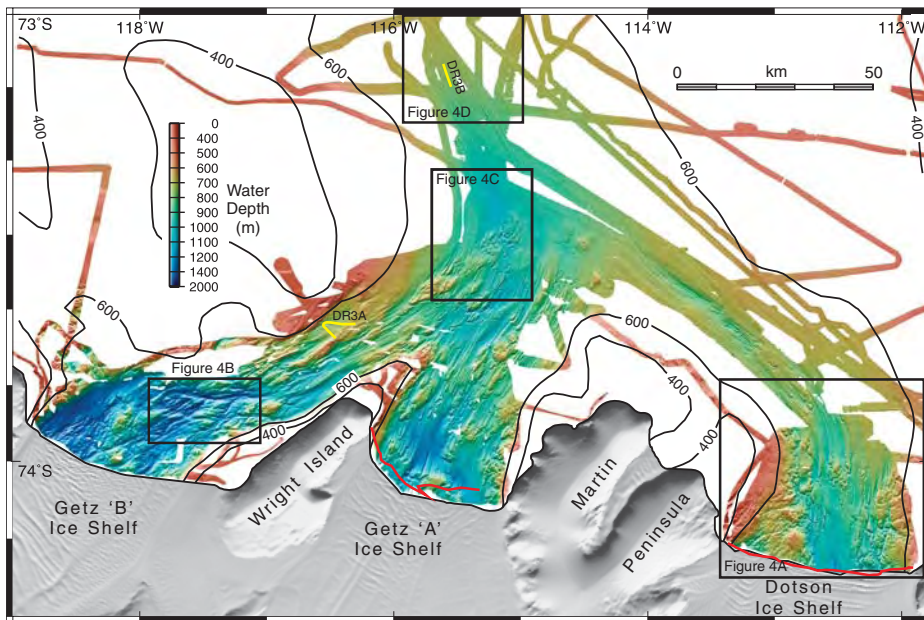 73°S
118°W
116°W
114°W
112°W
400
600
400
DR3B
Figure 4D
0 km 50
400
600
0
400
500
600
700
800
900
1000
1100
1200
1400
2000
Water
Depth
(m)
Figure 4C
600
600
DR3A
Figure 4B
600
400
600
400
400
74°S
Wright Island
Martin
Peninsula
Getz ‘B’
Ice Shelf
Getz ‘A’
Ice Shelf
Figure 4A
Dotson
Ice Shelf